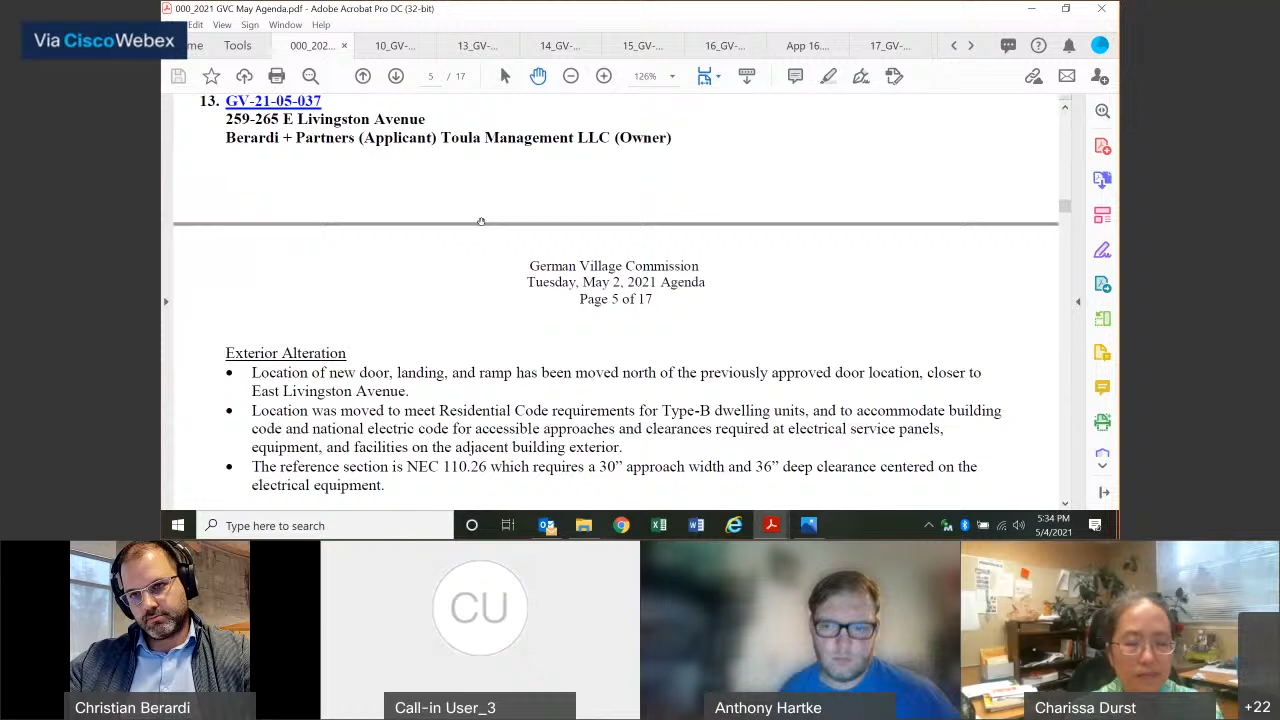 000_2021 GVC May Agenda.pdf - Adobe Acrobat Pro DC (32-bit)
Via CiscoWebex
Edit View Sign Window Help
me Tools 000_202... × 10_GV-... 13_GV-... 14_GV-... 15_GV-... 16_GV-... App 16... 17_GV-...
5 / 17 126%
13. GV-21-05-037
259-265 E Livingston Avenue
Berardi + Partners (Applicant) Toula Management LLC (Owner)
German Village Commission
Tuesday, May 2, 2021 Agenda
Page 5 of 17
Exterior Alteration
• Location of new door, landing, and ramp has been moved north of the previously approved door location, closer to
East Livingston Avenue.
• Location was moved to meet Residential Code requirements for Type-B dwelling units, and to accommodate building
code and national electric code for accessible approaches and clearances required at electrical service panels,
equipment, and facilities on the adjacent building exterior.
• The reference section is NEC 110.26 which requires a 30” approach width and 36” deep clearance centered on the
electrical equipment.
Type here to search
5:34 PM
5/4/2021
CU
Christian Berardi
Call-in User_3
Anthony Hartke
Charissa Durst
+22